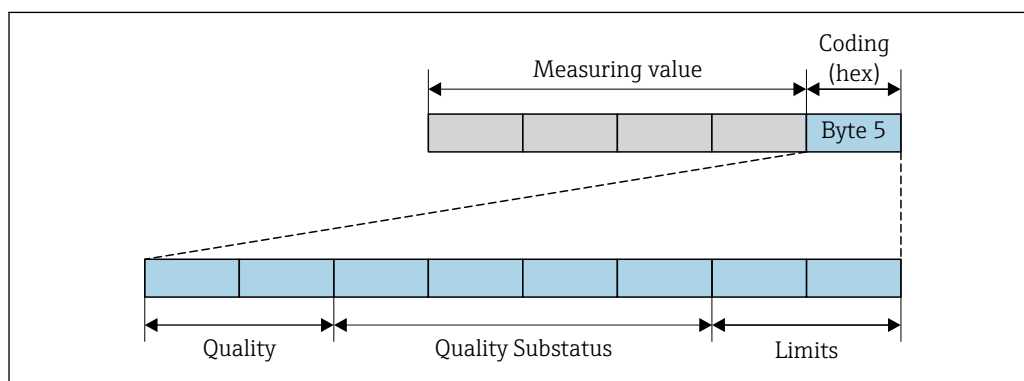 Coding
(hex)
Measuring value
Byte 5
Quality
Quality Substatus
Limits